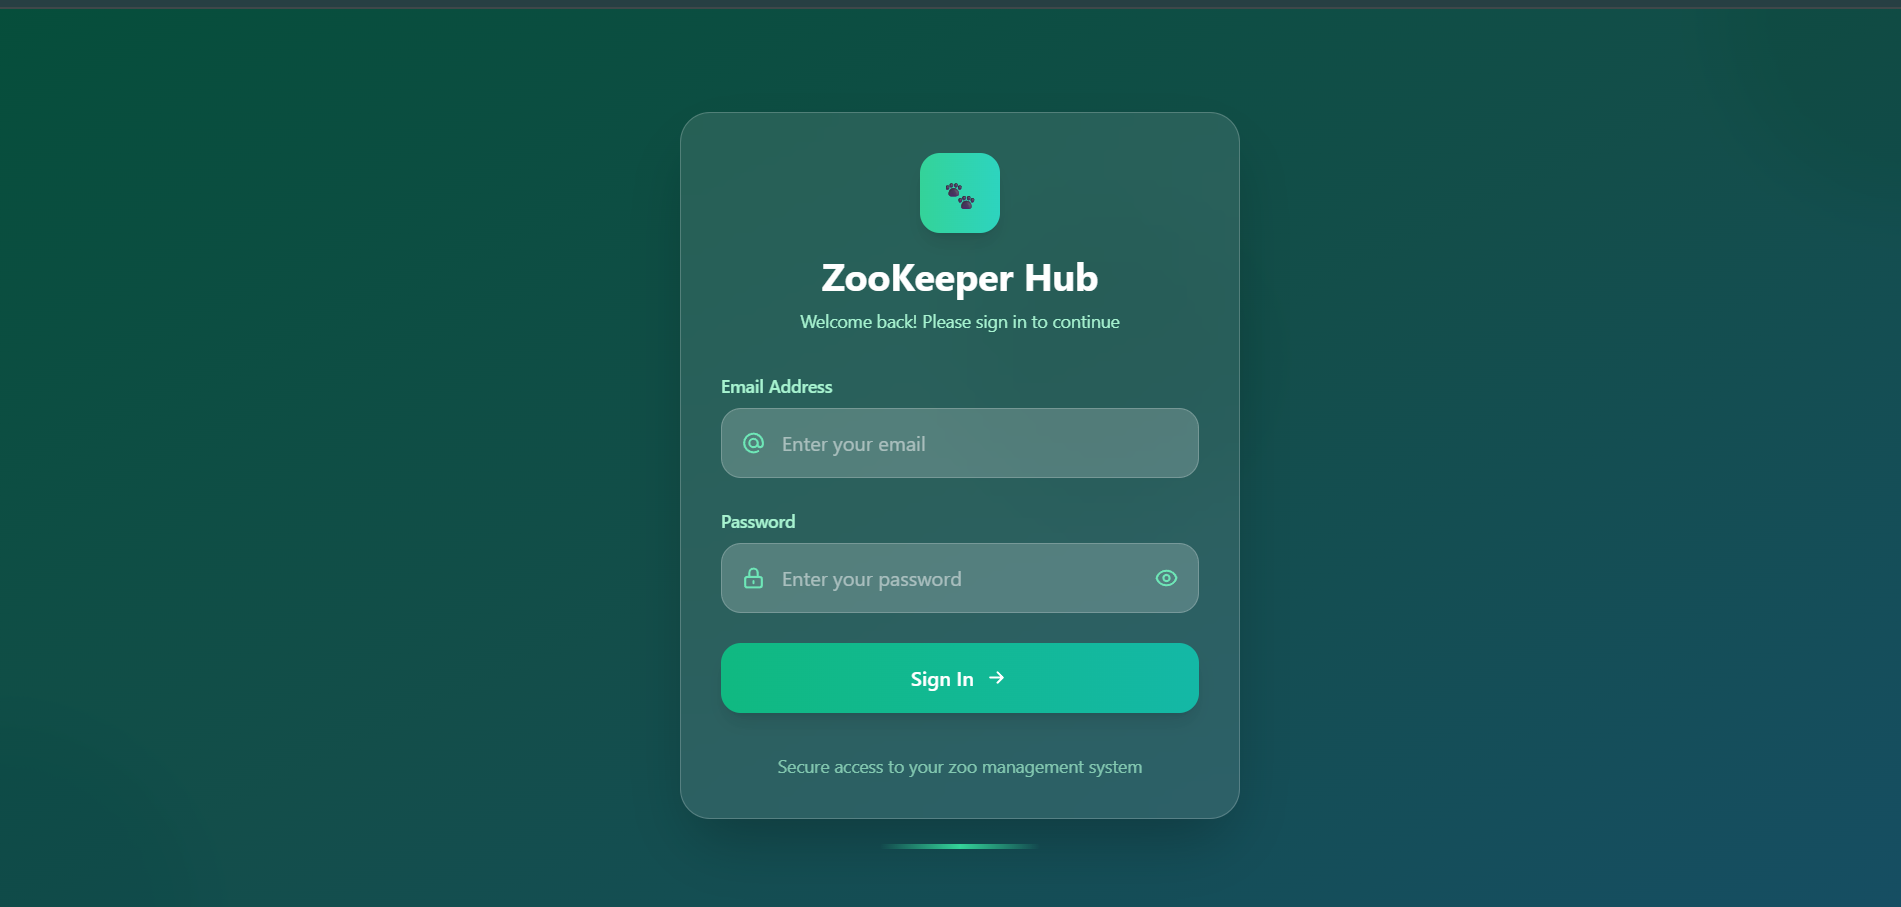 ZooKeeper Hub
Welcome back! Please sign in to continue
Email Address
Enter your email
Password
Enter your password
Sign In →
Secure access to your zoo management system